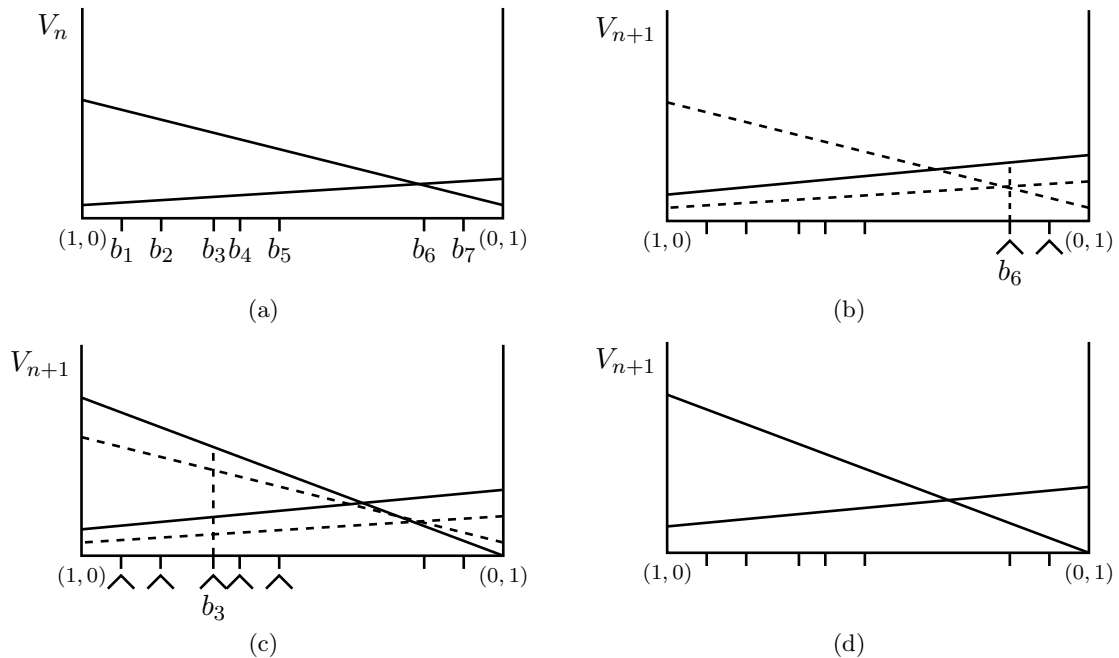 V_n
(1, 0) b_1 b_2 b_3 b_4 b_5 b_6 b_7 (0, 1)
(a)
V_{n+1}
(1, 0) (0, 1)
b_6
(b)
V_{n+1}
(1, 0) (0, 1)
b_3
(c)
V_{n+1}
(1, 0) (0, 1)
(d)